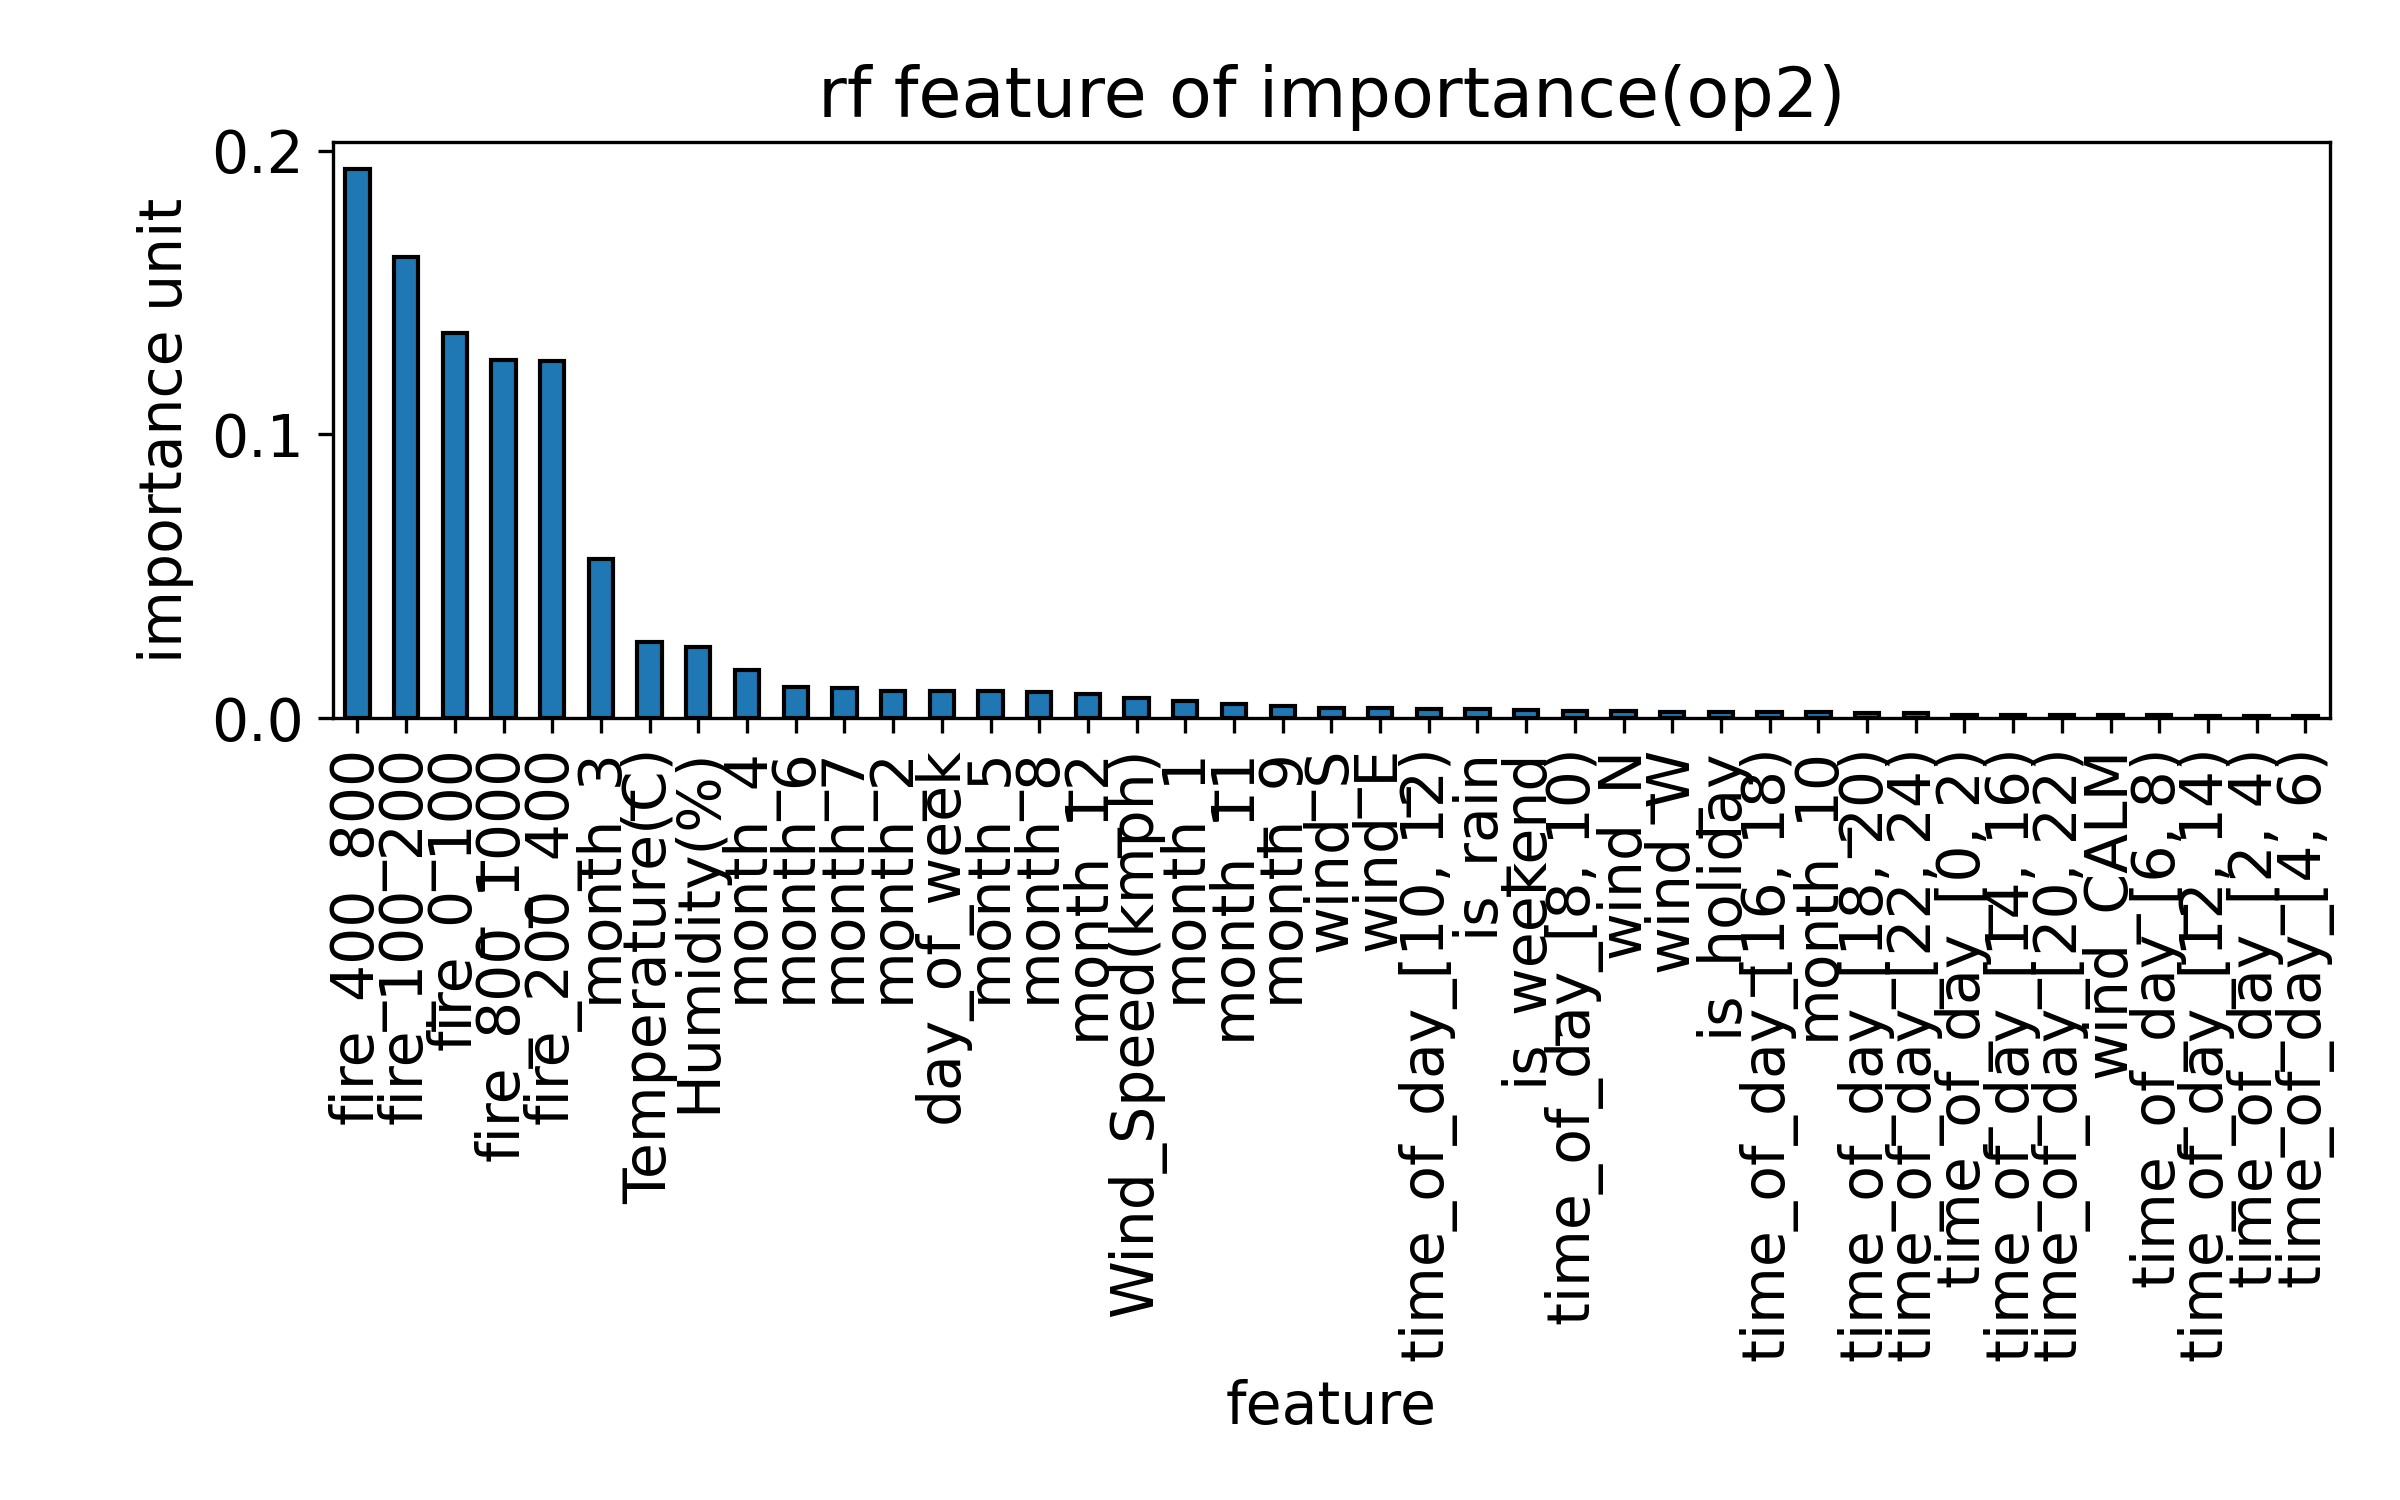 rf feature of importance(op2)
importance unit
0.2
0.1
0.0
fire_400_800
fire_100_200
fire_0_100
fire_800_1000
fire_200_400
month_3
Temperature(C)
Humidity(%)
month_4
month_6
month_7
month_2
day_of_week
month_5
month_8
month_12
Wind_Speed(kmph)
month_1
month_11
month_9
wind_S
wind_E
time_of_day_[10, 12)
is_rain
is_weekend
time_of_day_[8, 10)
wind_N
wind_W
is_holiday
time_of_day_[16, 18)
month_10
time_of_day_[18, 20)
time_of_day_[22, 24)
time_of_day_[0, 2)
time_of_day_[14, 16)
time_of_day_[20, 22)
wind_CALM
time_of_day_[6, 8)
time_of_day_[12, 14)
time_of_day_[2, 4)
time_of_day_[4, 6)
feature